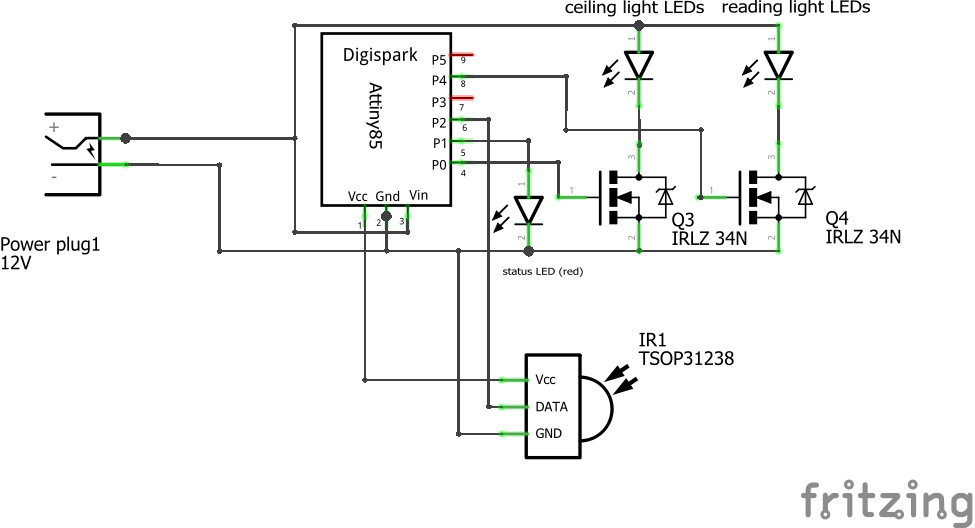 ceiling light LEDs reading light LEDs
Digispark
Attiny85
P5
9
P4
8
P3
7
P2
6
P1
5
P0
4
Vcc Gnd Vin
1 2 3
+
-
Power plug1
12V
1
2
1
2
1
2
status LED (red)
1
3
2
Q3
IRLZ 34N
1
3
2
Q4
IRLZ 34N
IR1
TSOP31238
Vcc
DATA
GND
fritzing